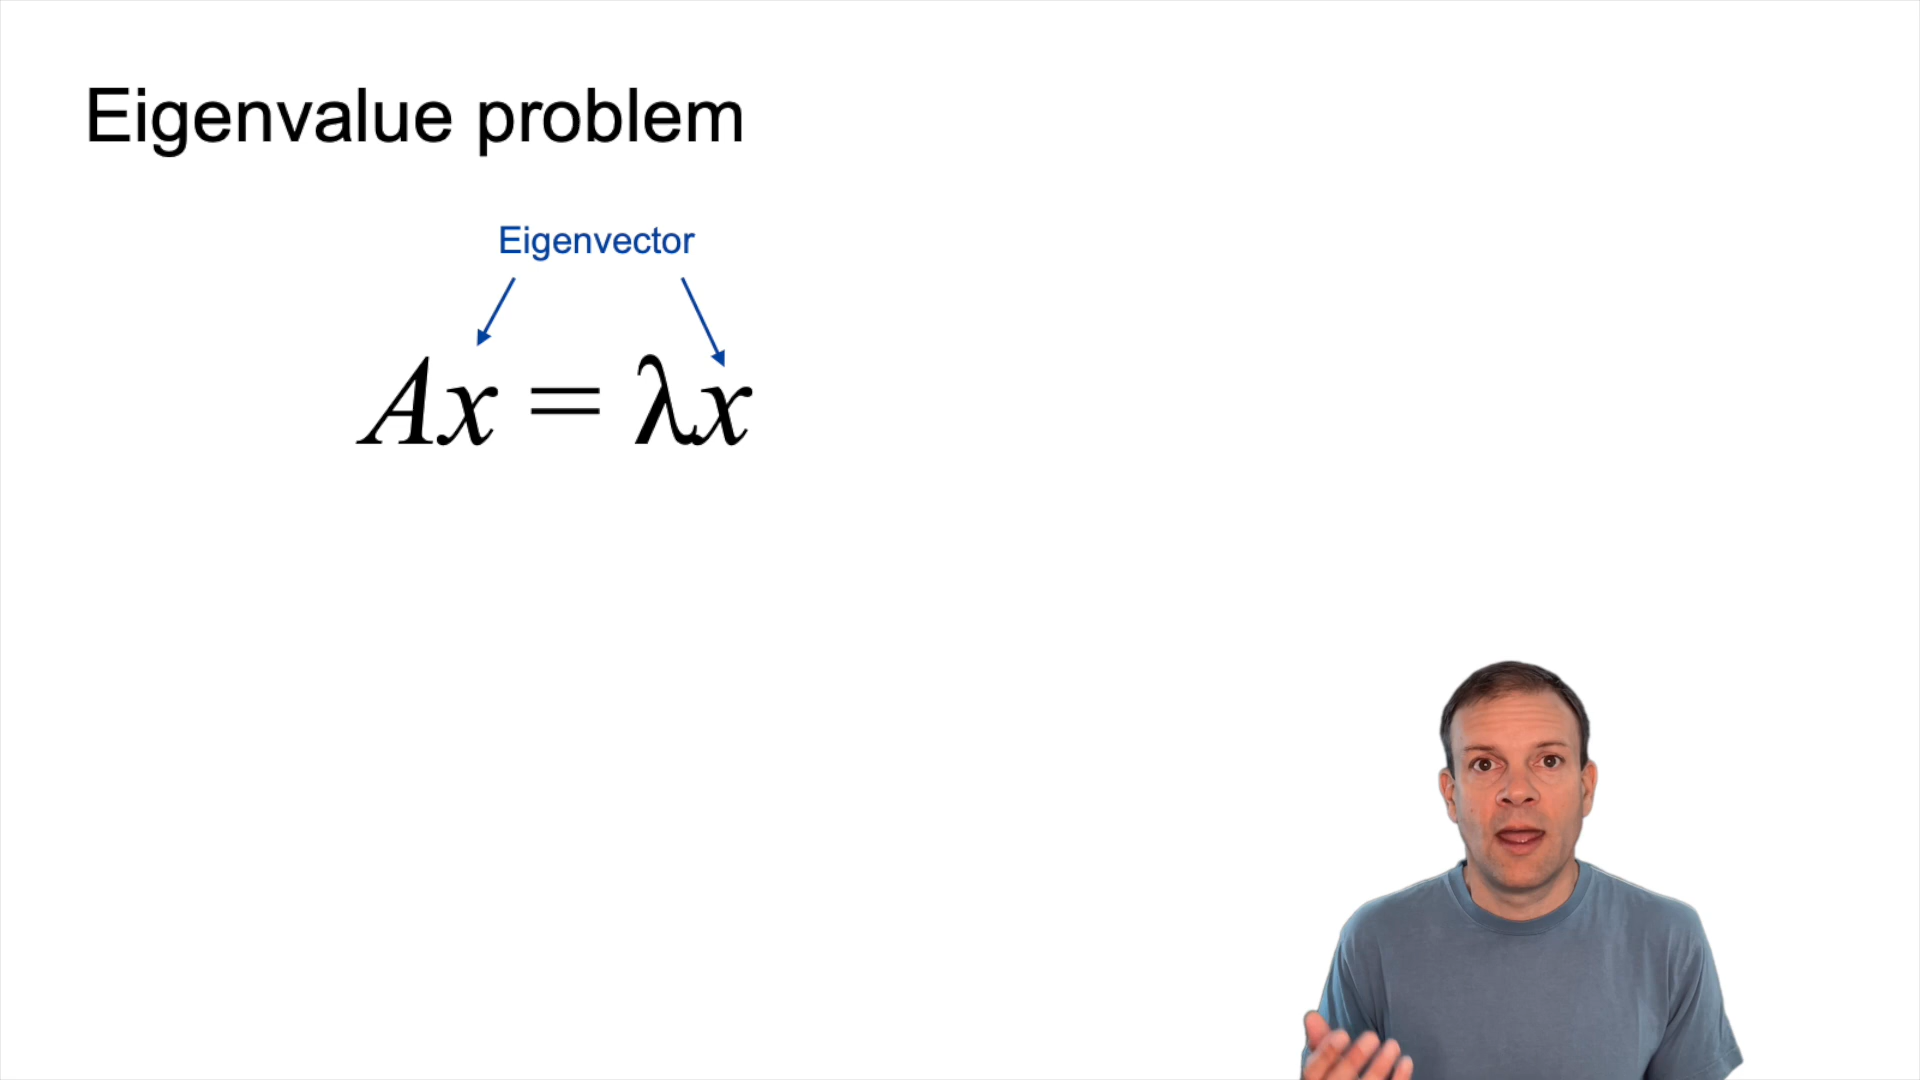 Eigenvalue problem
Eigenvector
Ax = λx